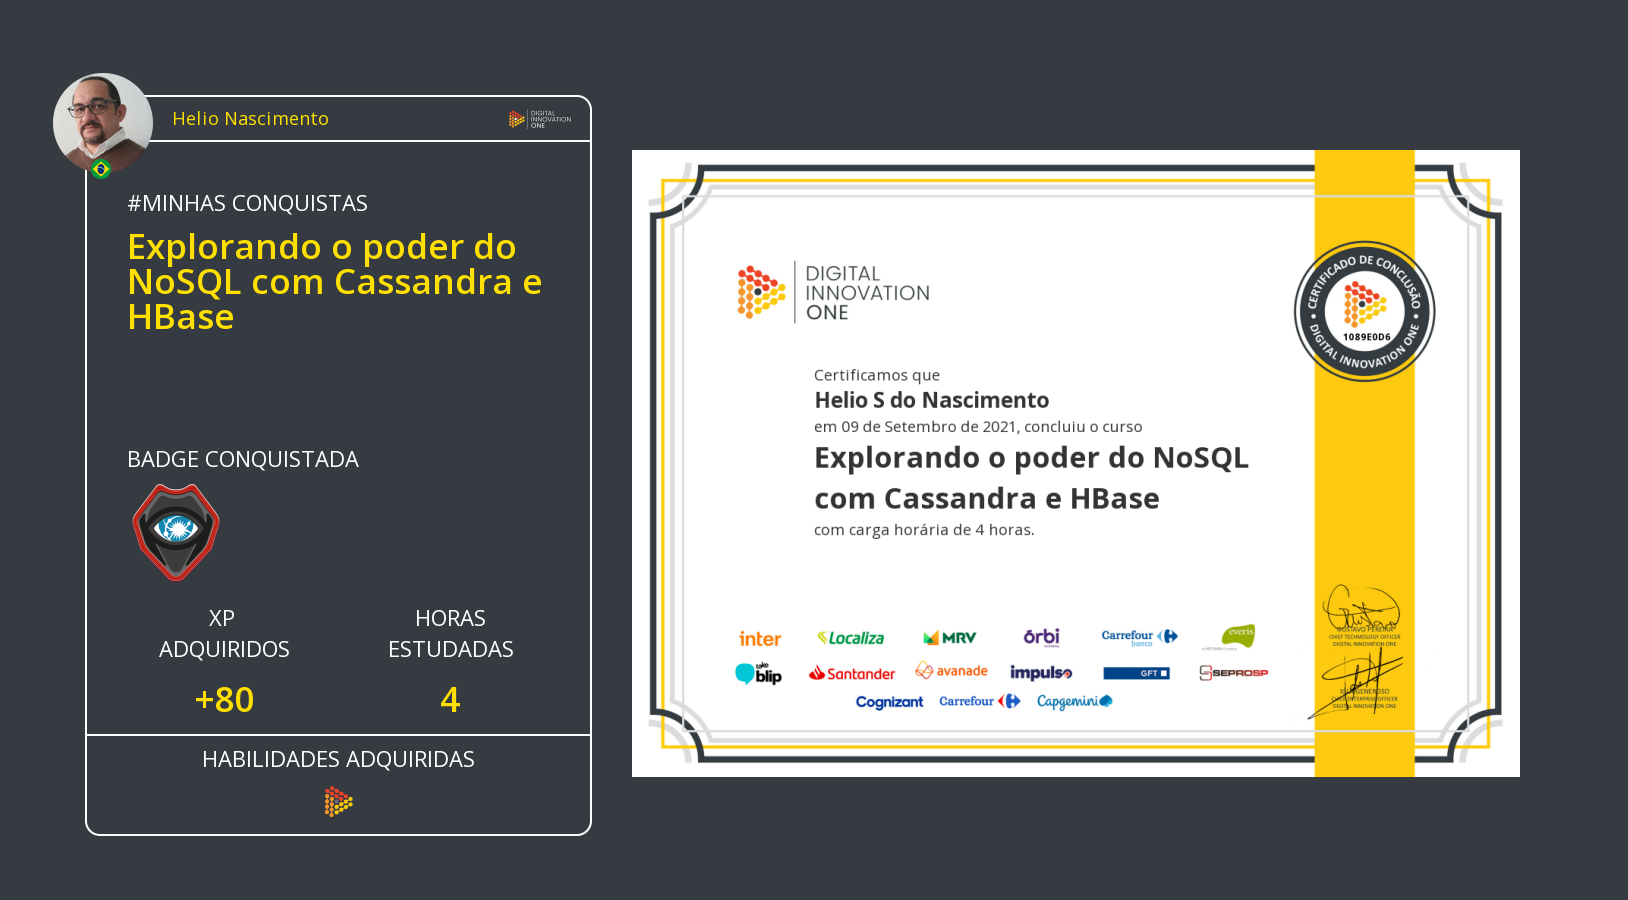 Helio Nascimento
DIGITAL
INNOVATION
ONE
#MINHAS CONQUISTAS
Explorando o poder do
NoSQL com Cassandra e
HBase
BADGE CONQUISTADA
XP
ADQUIRIDOS
+80
HORAS
ESTUDADAS
4
HABILIDADES ADQUIRIDAS
DIGITAL
INNOVATION
ONE
CERTIFICADO DE CONCLUSÃO
1089E0D6
DIGITAL INNOVATION ONE
Certificamos que
Helio S do Nascimento
em 09 de Setembro de 2021, concluiu o curso
Explorando o poder do NoSQL
com Cassandra e HBase
com carga horária de 4 horas.
inter
Localiza
MRV
órbi
Carrefour
banco
everis
take
blip
Santander
avanade
impulso
GFT
SEPROSP
Cognizant
Carrefour
Capgemini
GUSTAVO PEREIRA
CHIEF TECHNOLOGY OFFICER
DIGITAL INNOVATION ONE
GENEROSO
CHIEF ENTERPRISE OFFICER
DIGITAL INNOVATION ONE